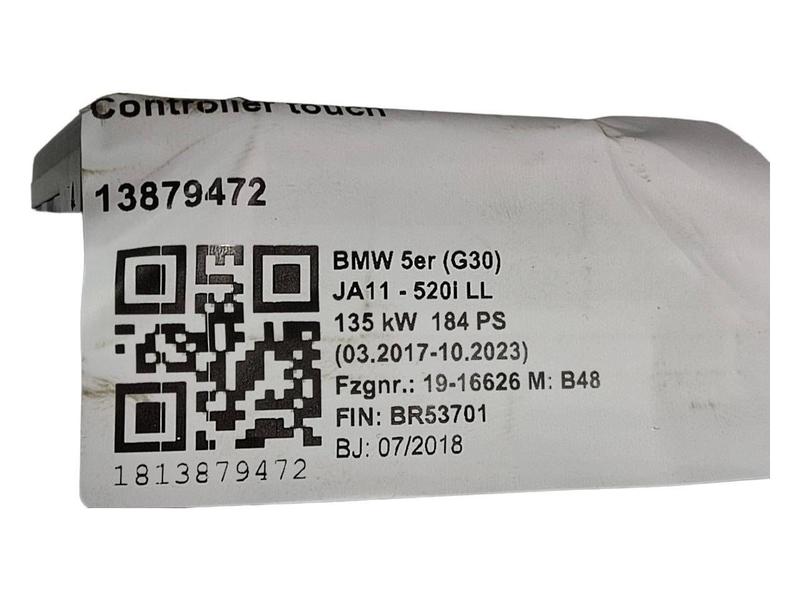 Controller touch
13879472
BMW 5er (G30)
JA11 - 520i LL
135 kW 184 PS
(03.2017-10.2023)
Fzgnr.: 19-16626 M: B48
FIN: BR53701
BJ: 07/2018
1813879472